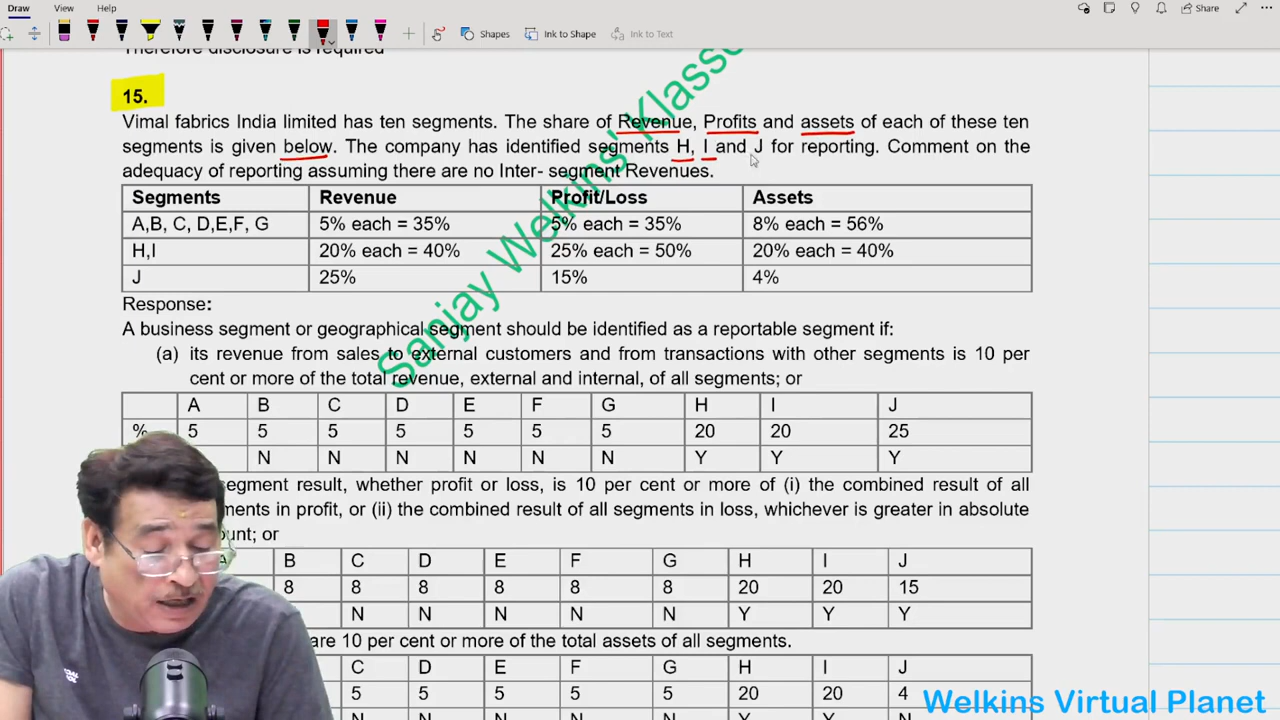 Draw View Help
Shapes Ink to Shape Ink to Text Share
Therefore disclosure is required
15.
Vimal fabrics India limited has ten segments. The share of Revenue, Profits and assets of each of these ten
segments is given below. The company has identified segments H, I and J for reporting. Comment on the
adequacy of reporting assuming there are no Inter- segment Revenues.
Segments Revenue Profit/Loss Assets
A,B, C, D,E,F, G 5% each = 35% 5% each = 35% 8% each = 56%
H,I 20% each = 40% 25% each = 50% 20% each = 40%
J 25% 15% 4%
Response:
A business segment or geographical segment should be identified as a reportable segment if:
(a) its revenue from sales to external customers and from transactions with other segments is 10 per
cent or more of the total revenue, external and internal, of all segments; or
A B C D E F G H I J
% 5 5 5 5 5 5 5 20 20 25
N N N N N N Y Y Y
segment result, whether profit or loss, is 10 per cent or more of (i) the combined result of all
in profit, or (ii) the combined result of all segments in loss, whichever is greater in absolute
or
B C D E F G H I J
8 8 8 8 8 8 20 20 15
N N N N N Y Y Y
are 10 per cent or more of the total assets of all segments.
C D E F G H I J
5 5 5 5 5 20 20 4
Sanjay Welkins' Klasses
Welkins Virtual Planet